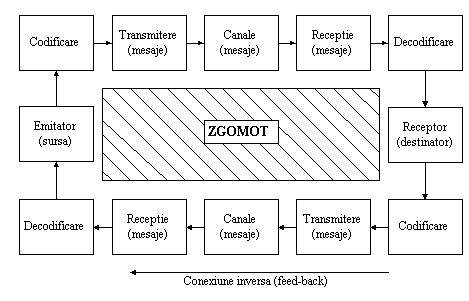 Codificare
Transmitere
(mesaje)
Canale
(mesaje)
Receptie
(mesaje)
Decodificare
Emitator
(sursa)
ZGOMOT
Receptor
(destinator)
Decodificare
Receptie
(mesaje)
Canale
(mesaje)
Transmitere
(mesaje)
Codificare
Conexiune inversa (feed-back)